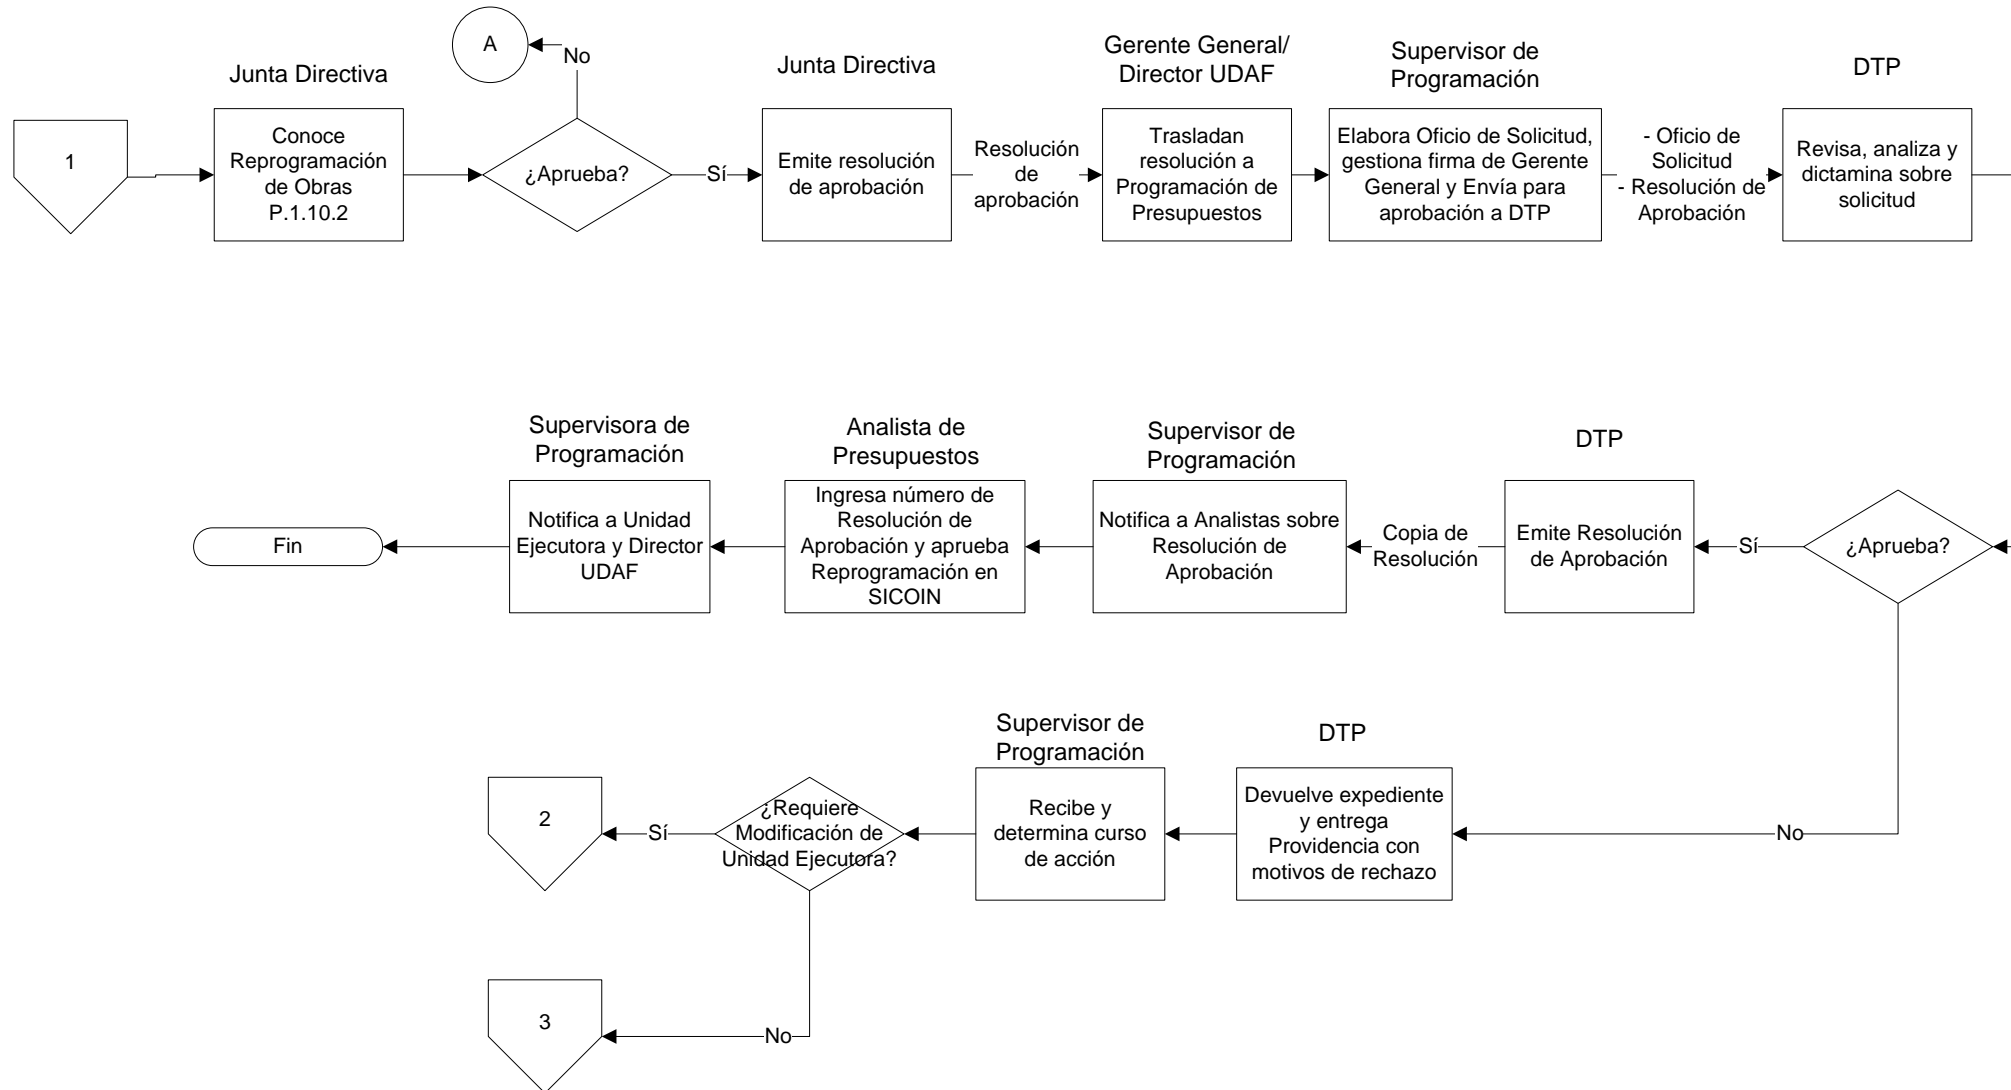 A
No
Junta Directiva
Junta Directiva
Gerente General/
Director UDAF
Supervisor de
Programación
DTP
1
Conoce
Reprogramación
de Obras
P.1.10.2
¿Aprueba?
Sí
Emite resolución
de aprobación
Resolución
de
aprobación
Trasladan
resolución a
Programación de
Presupuestos
Elabora Oficio de Solicitud,
gestiona firma de Gerente
General y Envía para
aprobación a DTP
- Oficio de
Solicitud
- Resolución de
Aprobación
Revisa, analiza y
dictamina sobre
solicitud
Supervisora de
Programación
Analista de
Presupuestos
Supervisor de
Programación
DTP
Fin
Notifica a Unidad
Ejecutora y Director
UDAF
Ingresa número de
Resolución de
Aprobación y aprueba
Reprogramación en
SICOIN
Notifica a Analistas sobre
Resolución de
Aprobación
Copia de
Resolución
Emite Resolución
de Aprobación
Sí
¿Aprueba?
Supervisor de
Programación
DTP
2
Sí
¿Requiere
Modificación de
Unidad Ejecutora?
Recibe y
determina curso
de acción
Devuelve expediente
y entrega
Providencia con
motivos de rechazo
No
3
No